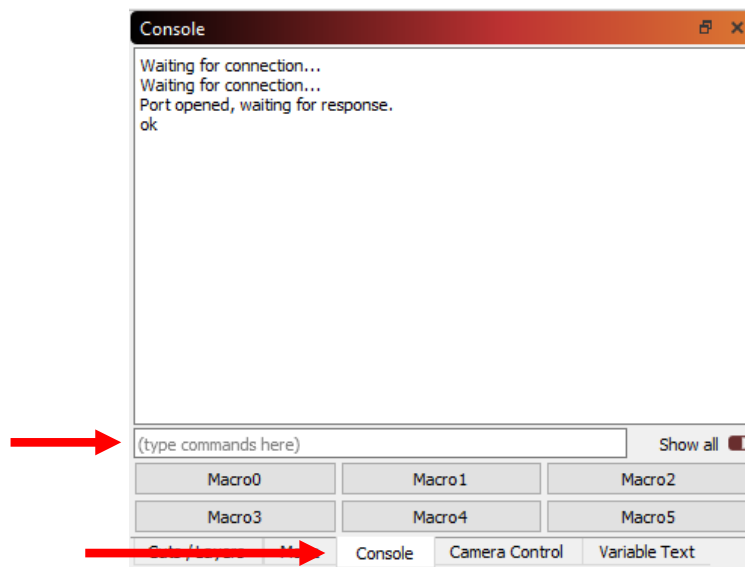 Console
Waiting for connection...
Waiting for connection...
Port opened, waiting for response.
ok
(type commands here) Show all
Macro0 Macro1 Macro2
Macro3 Macro4 Macro5
Console Camera Control Variable Text